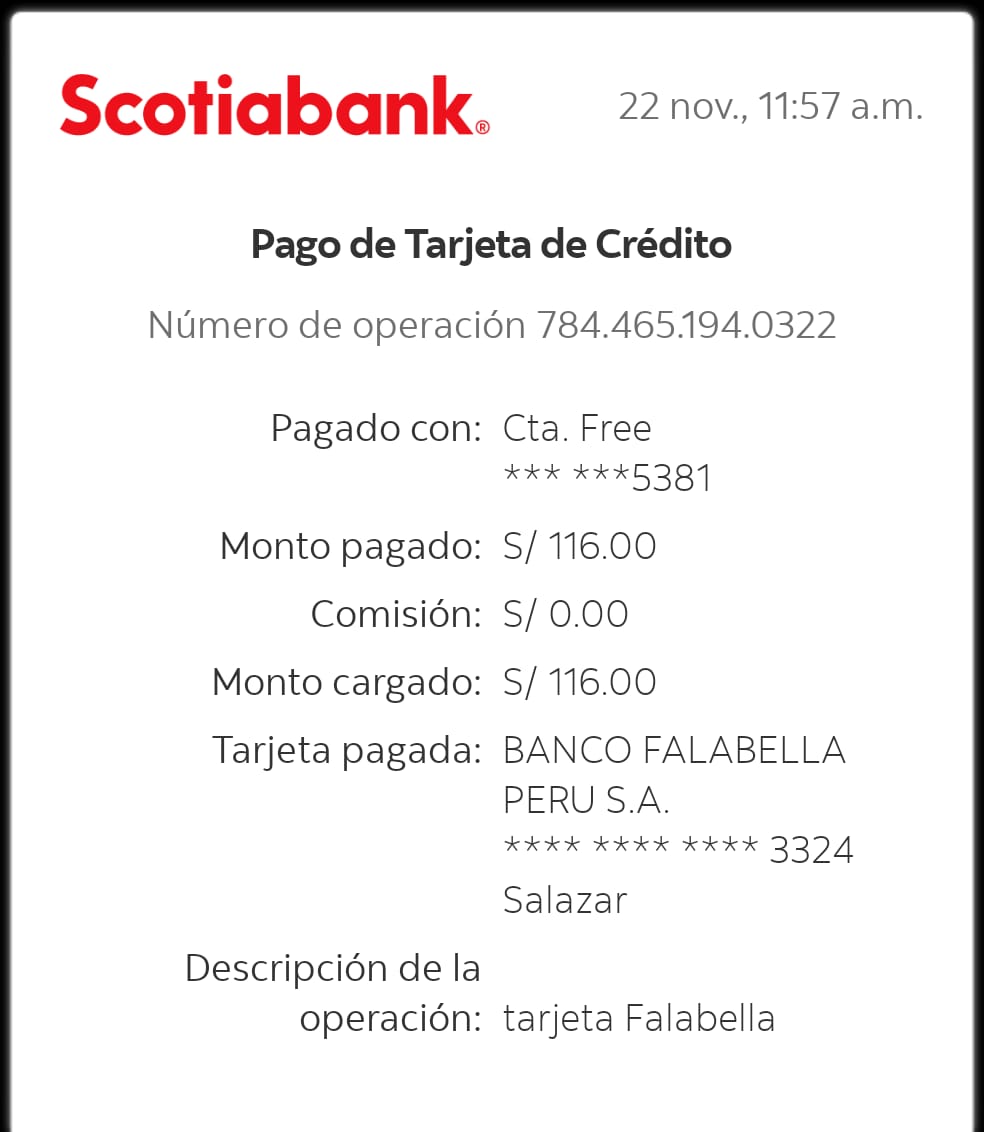 Scotiabank®
22 nov., 11:57 a.m.
Pago de Tarjeta de Crédito
Número de operación 784.465.194.0322
Pagado con: Cta. Free
*** ***5381
Monto pagado: S/ 116.00
Comisión: S/ 0.00
Monto cargado: S/ 116.00
Tarjeta pagada: BANCO FALABELLA
PERU S.A.
**** **** **** 3324
Salazar
Descripción de la
operación: tarjeta Falabella